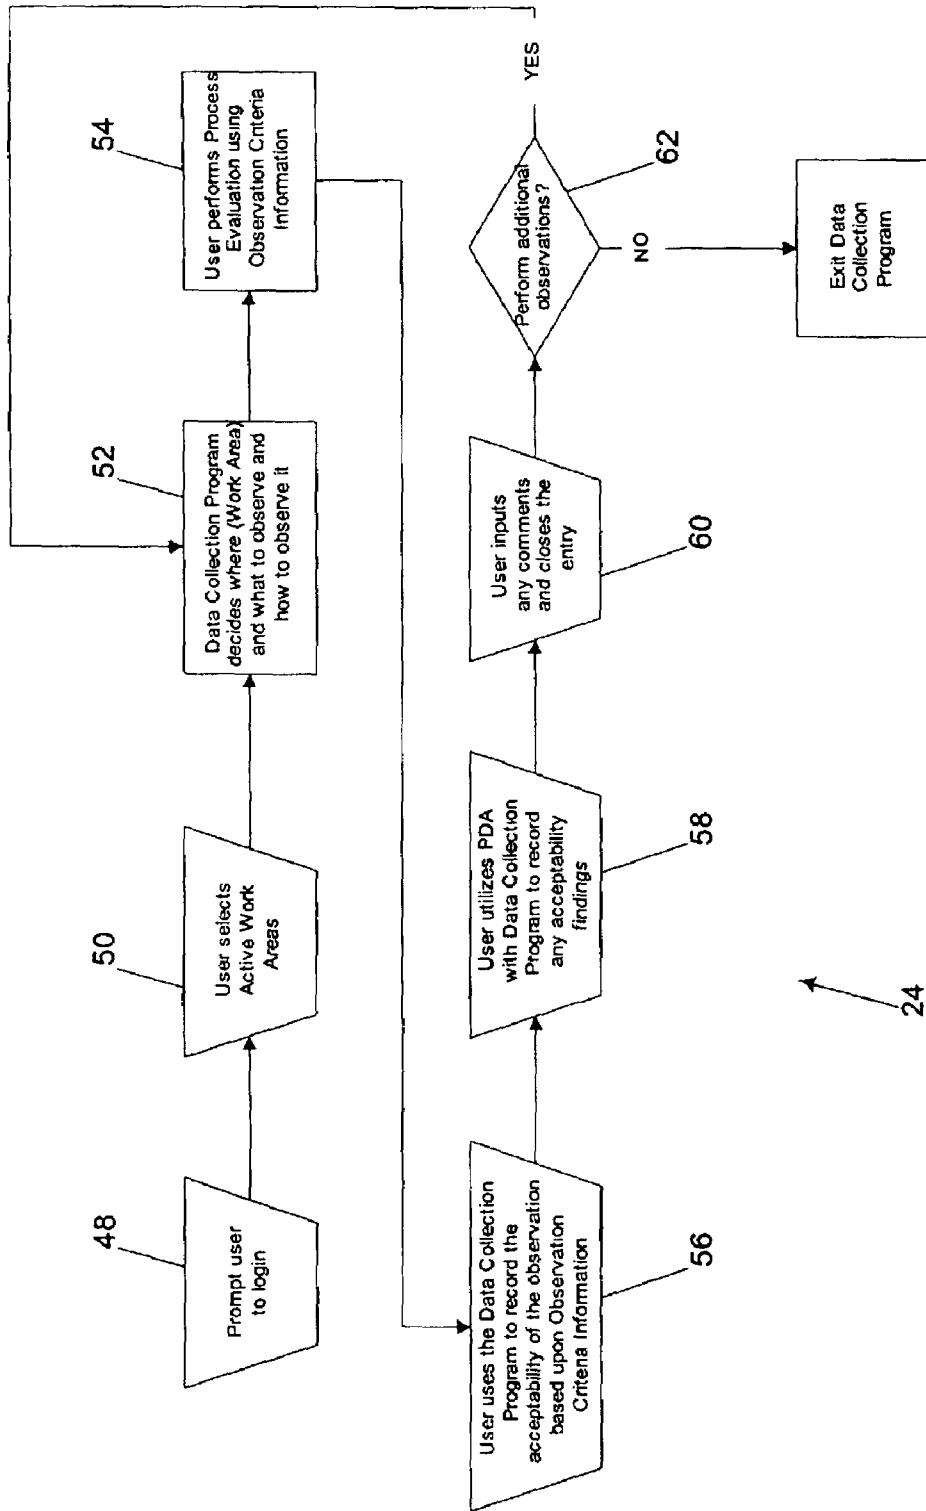 48
Prompt user
to login
50
User selects
Active Work
Areas
52
Data Collection Program
decides where (Work Area)
and what to observe and
how to observe it
54
User performs Process
Evaluation using
Observation Criteria
Information
User uses the Data Collection
Program to record the
acceptability of the observation
based upon Observation
Criteria Information
56
User utilizes PDA
with Data Collection
Program to record
any acceptability
findings
58
User inputs
any comments
and closes the
entry
60
Perform additional
observations?
62
YES
NO
Exit Data
Collection
Program
24